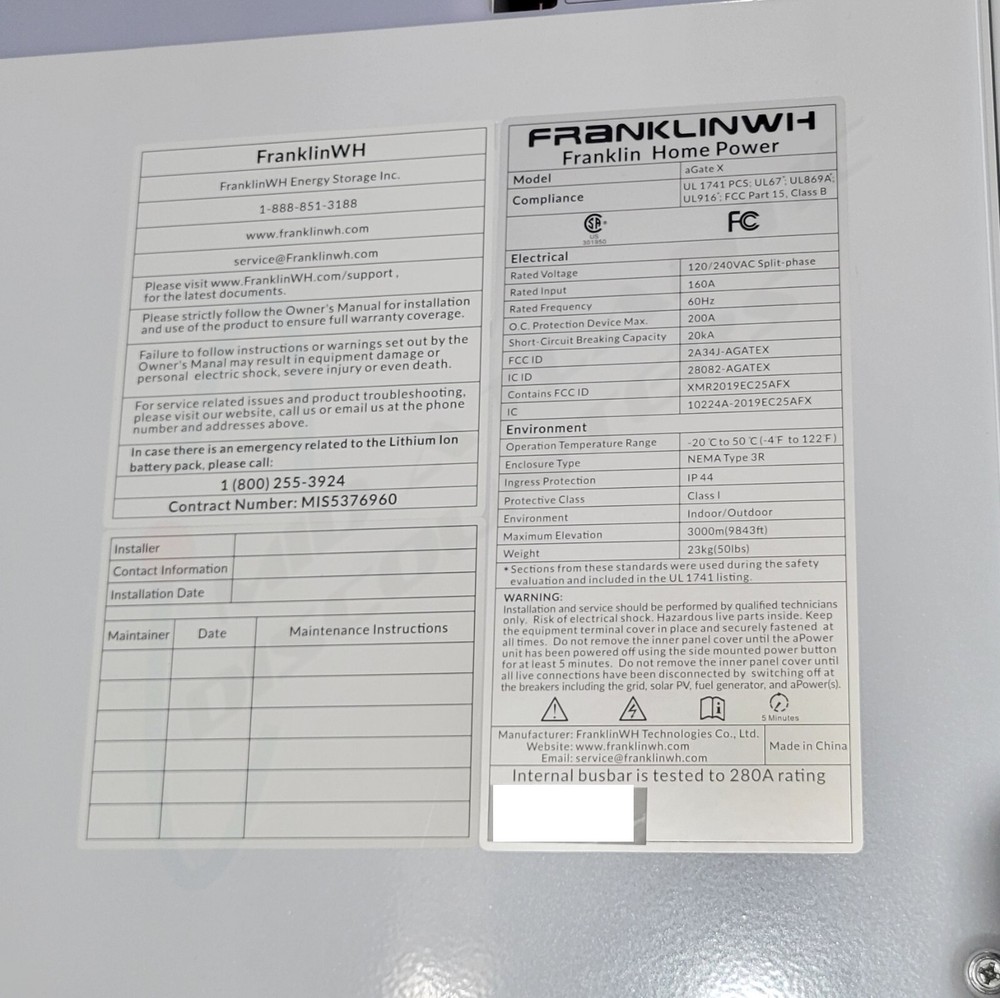 FranklinWH
FranklinWH Energy Storage Inc.
1-888-851-3188
www.franklinwh.com
service@Franklinwh.com
Please visit www.FranklinWH.com/support ,
for the latest documents.
Please strictly follow the Owner's Manual for installation
and use of the product to ensure full warranty coverage.
Failure to follow instructions or warnings set out by the
Owner's Manal may result in equipment damage or
personal electric shock, severe injury or even death.
For service related issues and product troubleshooting,
please visit our website, call us or email us at the phone
number and addresses above.
In case there is an emergency related to the Lithium Ion
battery pack, please call:
1 (800) 255-3924
Contract Number: MIS5376960
Installer
Contact Information
Installation Date
Maintainer Date Maintenance Instructions
FRANKLINWH
Franklin Home Power
Model aGate X
Compliance UL 1741 PCS; UL67*; UL869A*;
UL916*; FCC Part 15, Class B
SA
US
301950
FC
Electrical
Rated Voltage 120/240VAC Split-phase
Rated Input 160A
Rated Frequency 60Hz
O.C. Protection Device Max. 200A
Short-Circuit Breaking Capacity 20kA
FCC ID 2A34J-AGATEX
IC ID 28082-AGATEX
Contains FCC ID XMR2019EC25AFX
IC 10224A-2019EC25AFX
Environment
Operation Temperature Range -20℃ to 50℃ (-4℉ to 122℉)
Enclosure Type NEMA Type 3R
Ingress Protection IP 44
Protective Class Class I
Environment Indoor/Outdoor
Maximum Elevation 3000m(9843ft)
Weight 23kg(50lbs)
* Sections from these standards were used during the safety
evaluation and included in the UL 1741 listing.
WARNING:
Installation and service should be performed by qualified technicians
only. Risk of electrical shock. Hazardous live parts inside. Keep
the equipment terminal cover in place and securely fastened at
all times. Do not remove the inner panel cover until the aPower
unit has been powered off using the side mounted power button
for at least 5 minutes. Do not remove the inner panel cover until
all live connections have been disconnected by switching off at
the breakers including the grid, solar PV, fuel generator, and aPower(s).
5 Minutes
Manufacturer: FranklinWH Technologies Co., Ltd.
Website: www.franklinwh.com
Email: service@franklinwh.com
Made in China
Internal busbar is tested to 280A rating